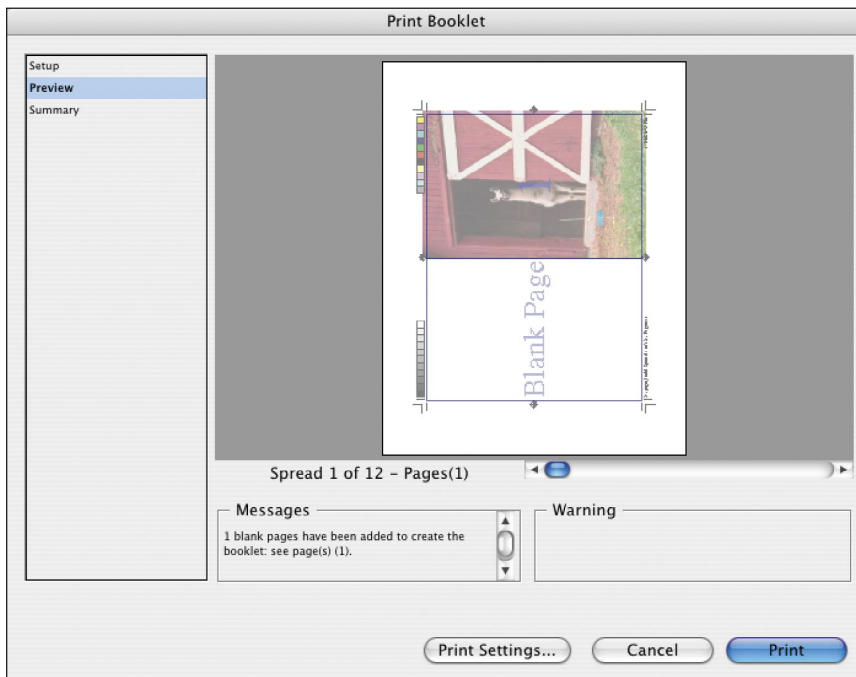 Print Booklet
Setup
Preview
Summary
Blank Page
Spread 1 of 12 – Pages(1)
Messages
1 blank pages have been added to create the
booklet: see page(s) (1).
Warning
Print Settings...
Cancel
Print